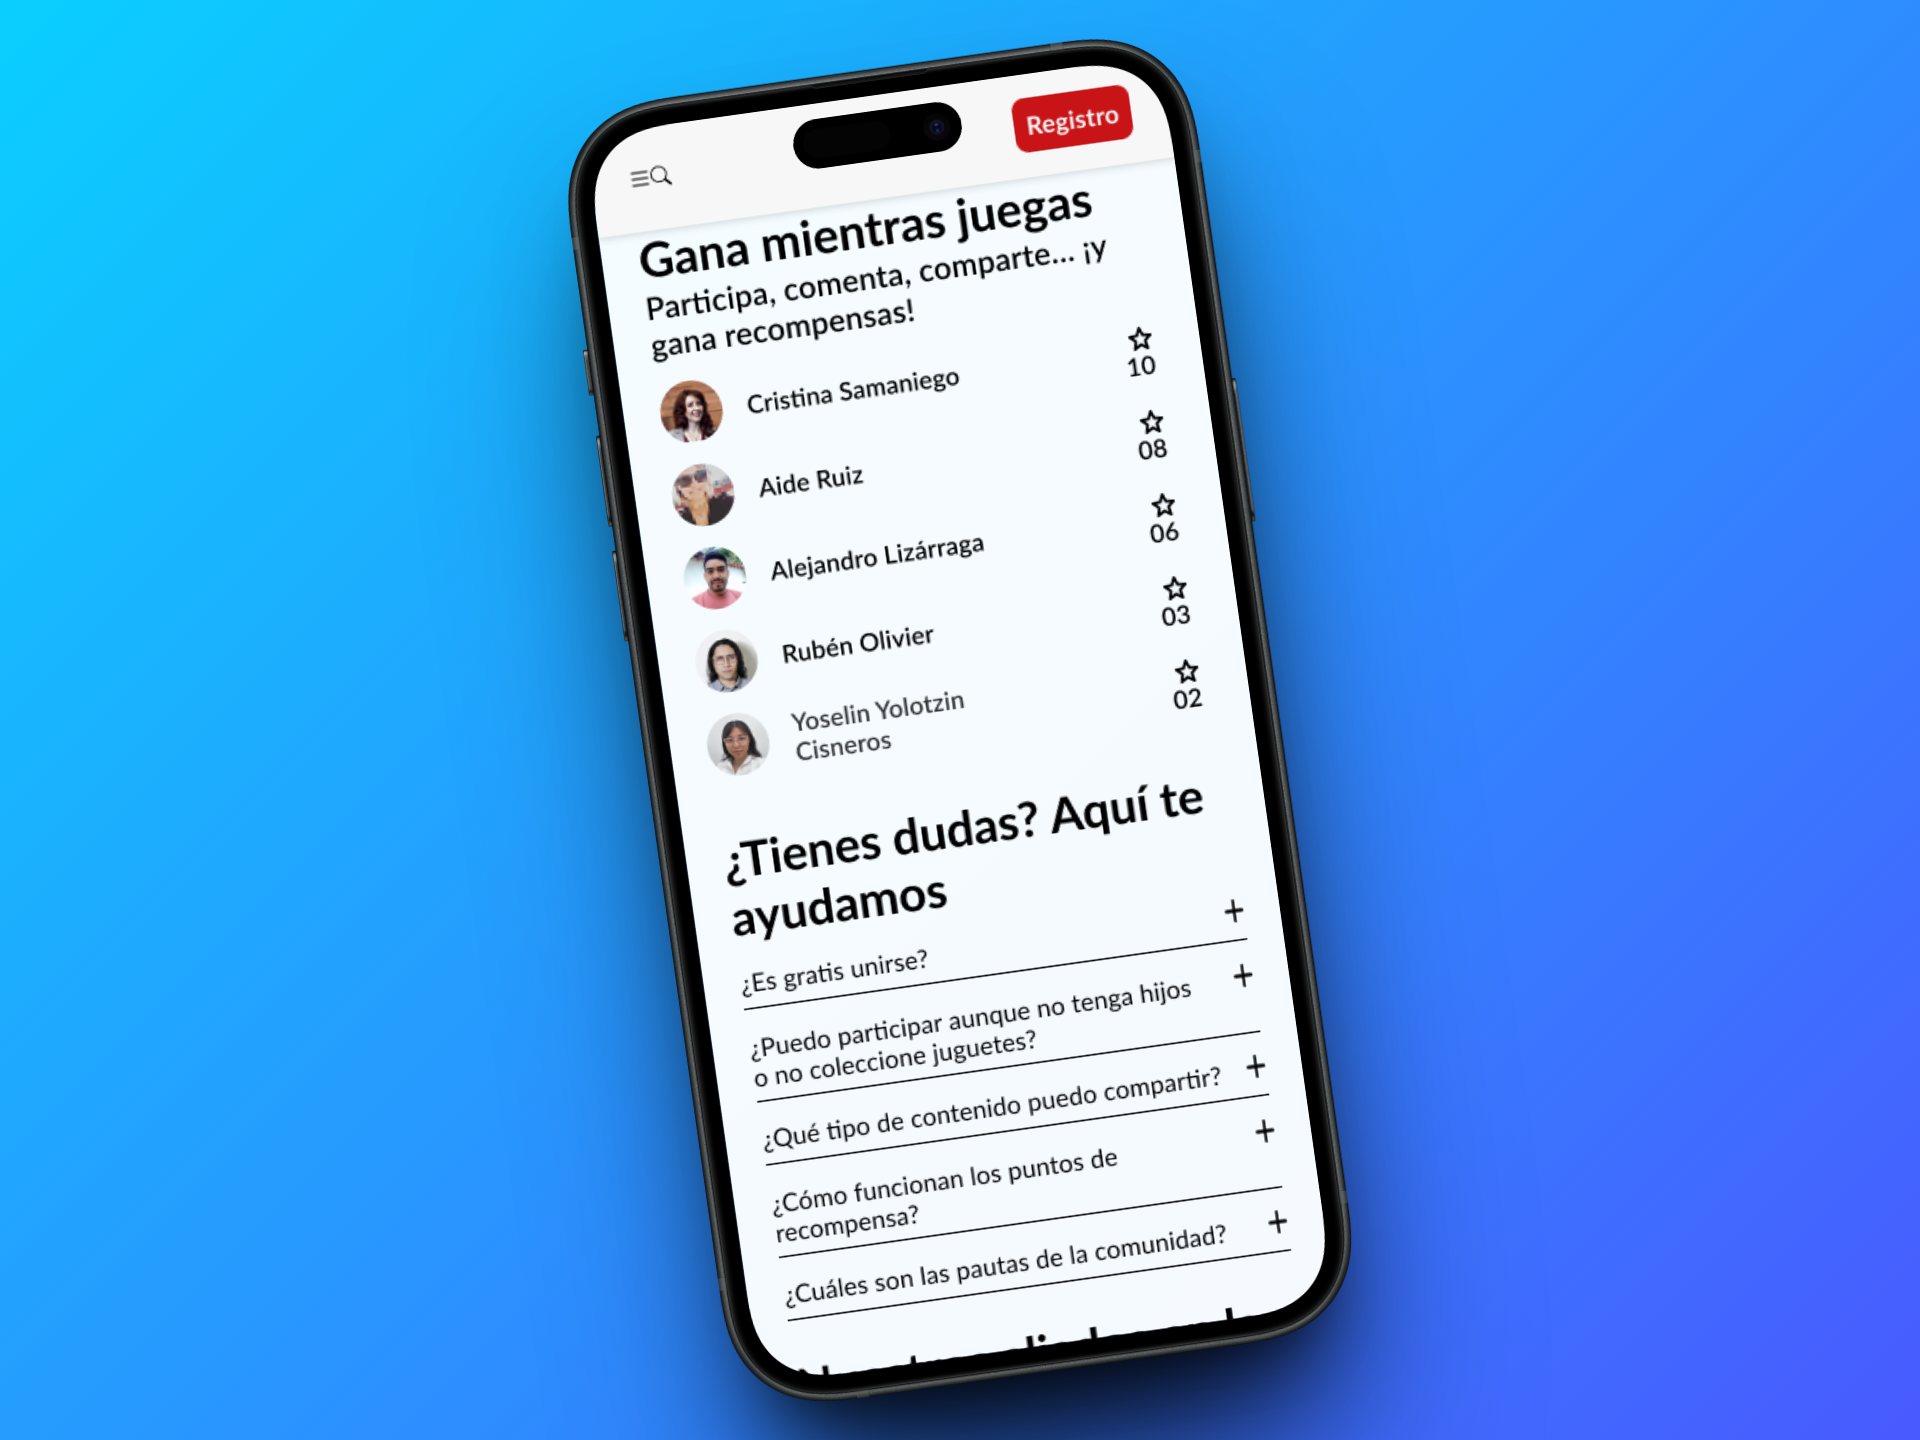 Registro
Gana mientras juegas
Participa, comenta, comparte... ¡y
gana recompensas!
Cristina Samaniego
10
Aide Ruiz
08
Alejandro Lizárraga
06
Rubén Olivier
03
Yoselin Yolotzin
Cisneros
02
¿Tienes dudas? Aquí te
ayudamos
¿Es gratis unirse?
¿Puedo participar aunque no tenga hijos
o no coleccione juguetes?
¿Qué tipo de contenido puedo compartir?
¿Cómo funcionan los puntos de
recompensa?
¿Cuáles son las pautas de la comunidad?